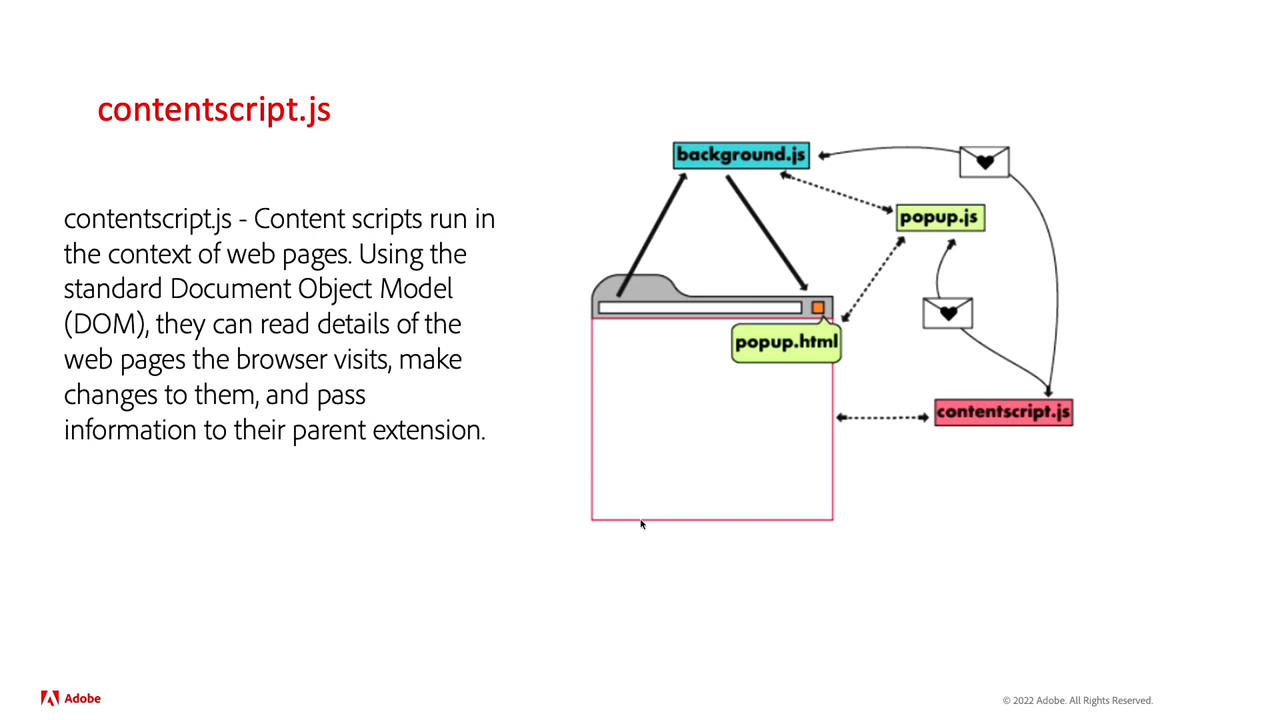 contentscript.js
contentscript.js - Content scripts run in
the context of web pages. Using the
standard Document Object Model
(DOM), they can read details of the
web pages the browser visits, make
changes to them, and pass
information to their parent extension.
background.js
popup.js
popup.html
contentscript.js
Adobe
© 2022 Adobe. All Rights Reserved.